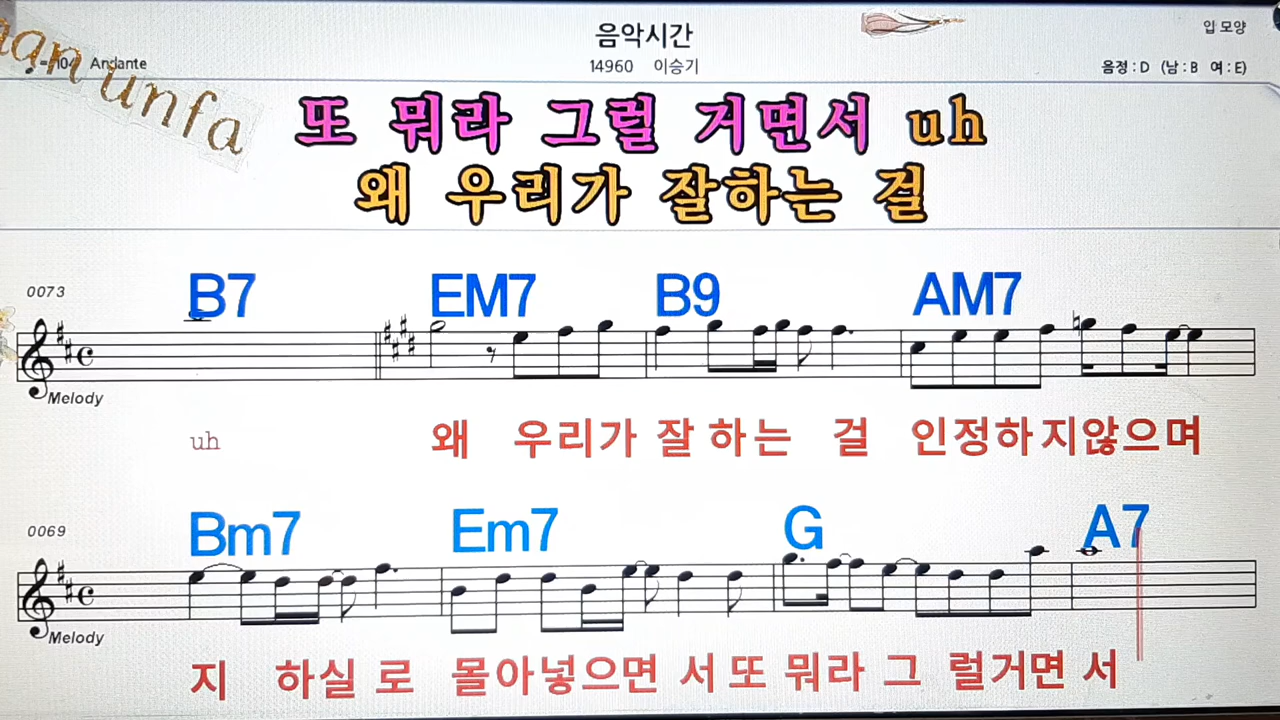 음악시간
입 모양
14960 이승기
= 104 Andante
음정 : D (남 : B 여 : E)
unfa
또 뭐라 그럴 거면서 uh
왜 우리가 잘하는 걸
0073
B7 EM7 B9 AM7
Melody
uh 왜 우리가 잘 하는 걸 인정하지않으며
0069
Bm7 Em7 G A7
Melody
지 하실 로 몰아넣으면 서 또 뭐라 그 럴거면 서